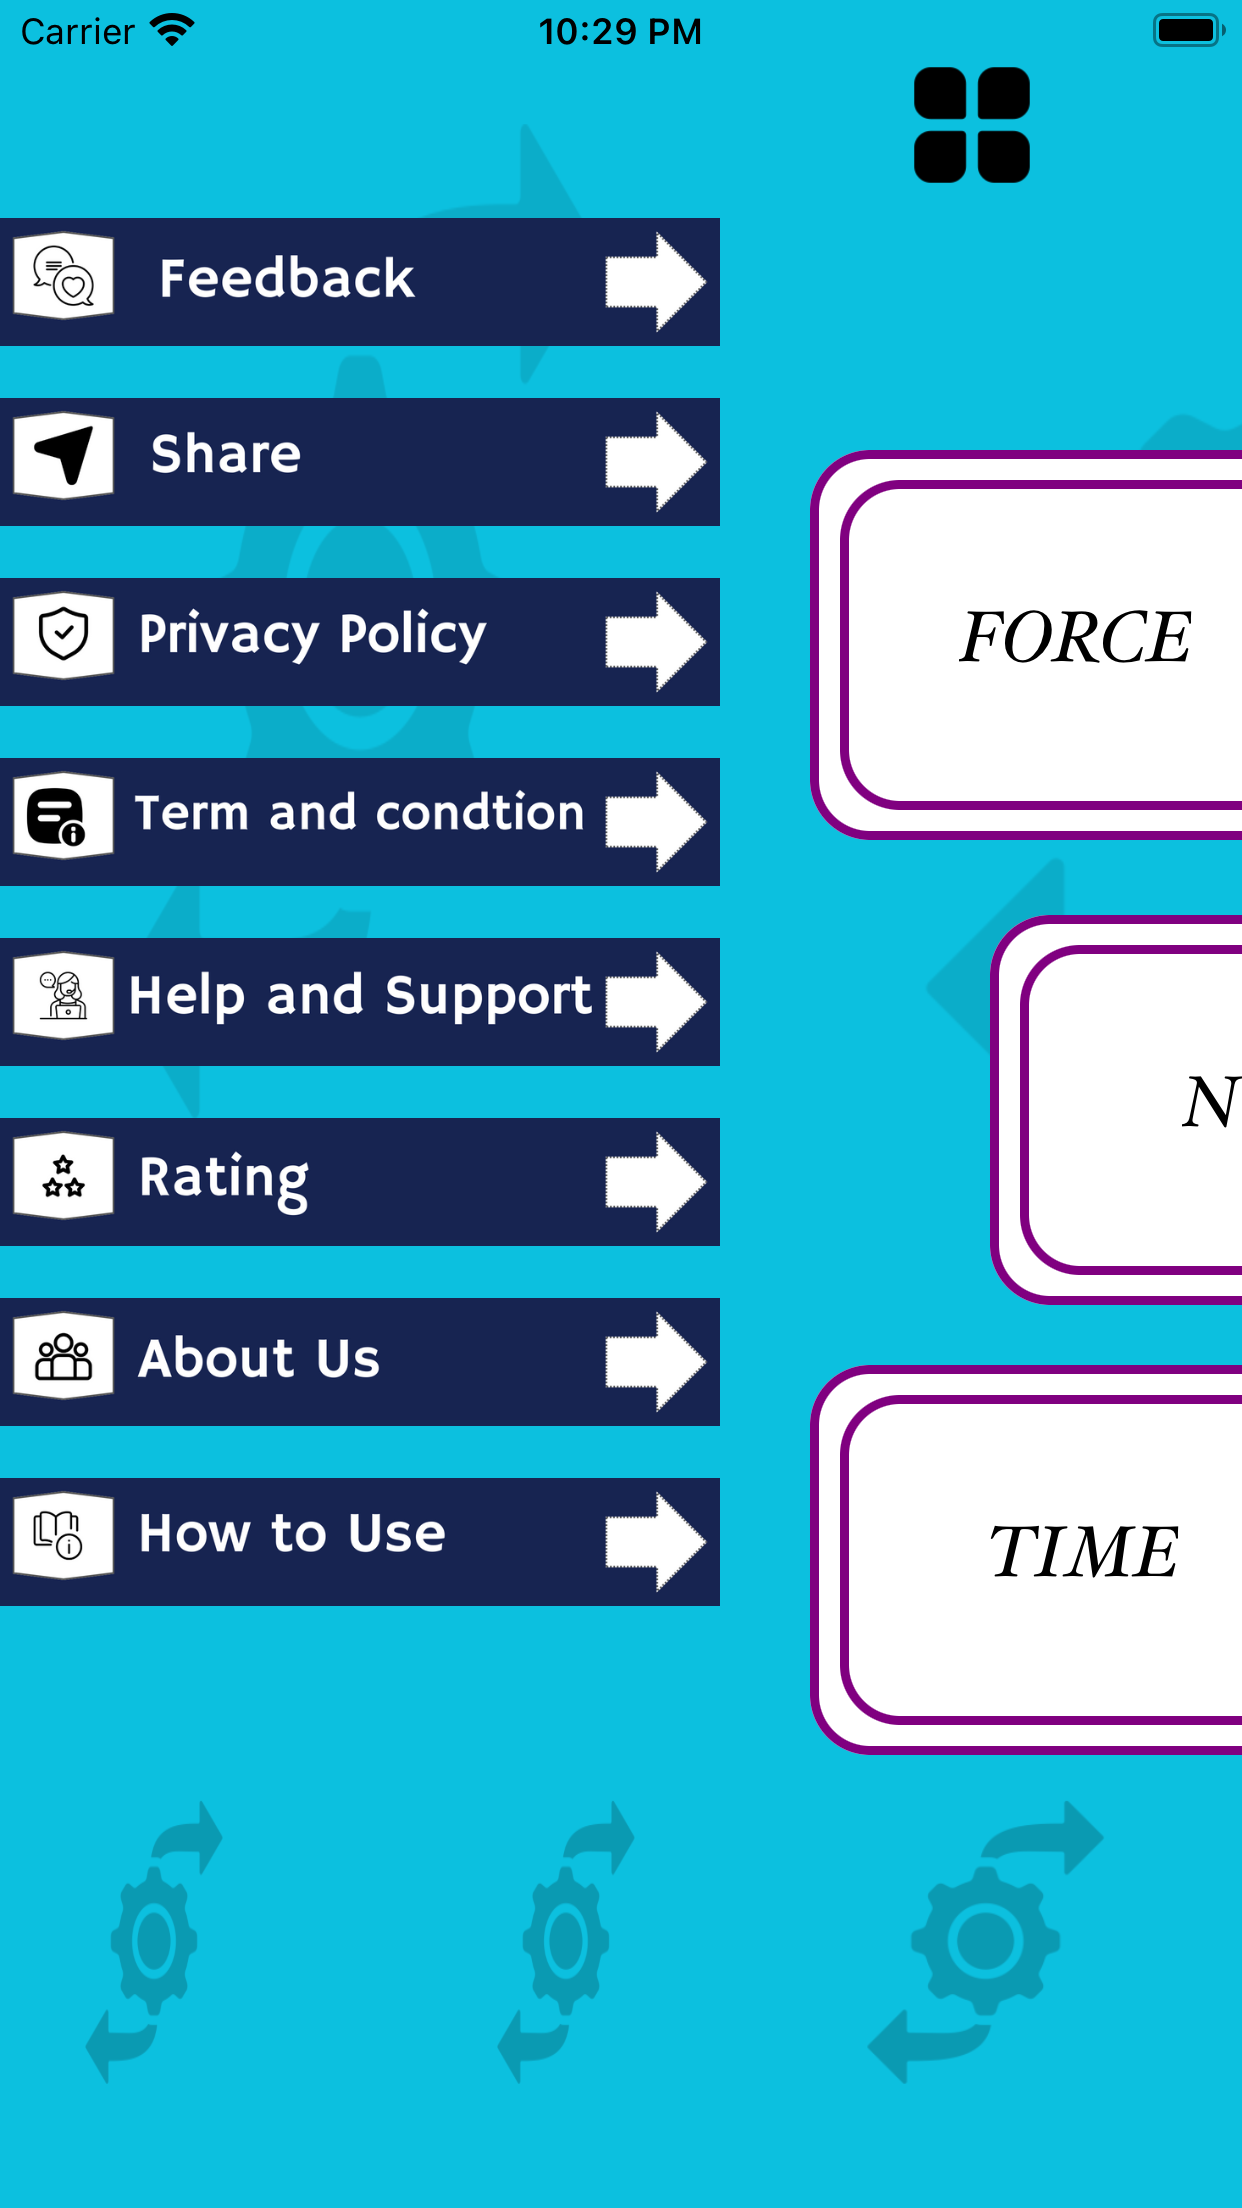 Carrier 10:29 PM
Feedback
Share
FORCE
Privacy Policy
Term and condtion
Help and Support
N
Rating
About Us
How to Use
TIME